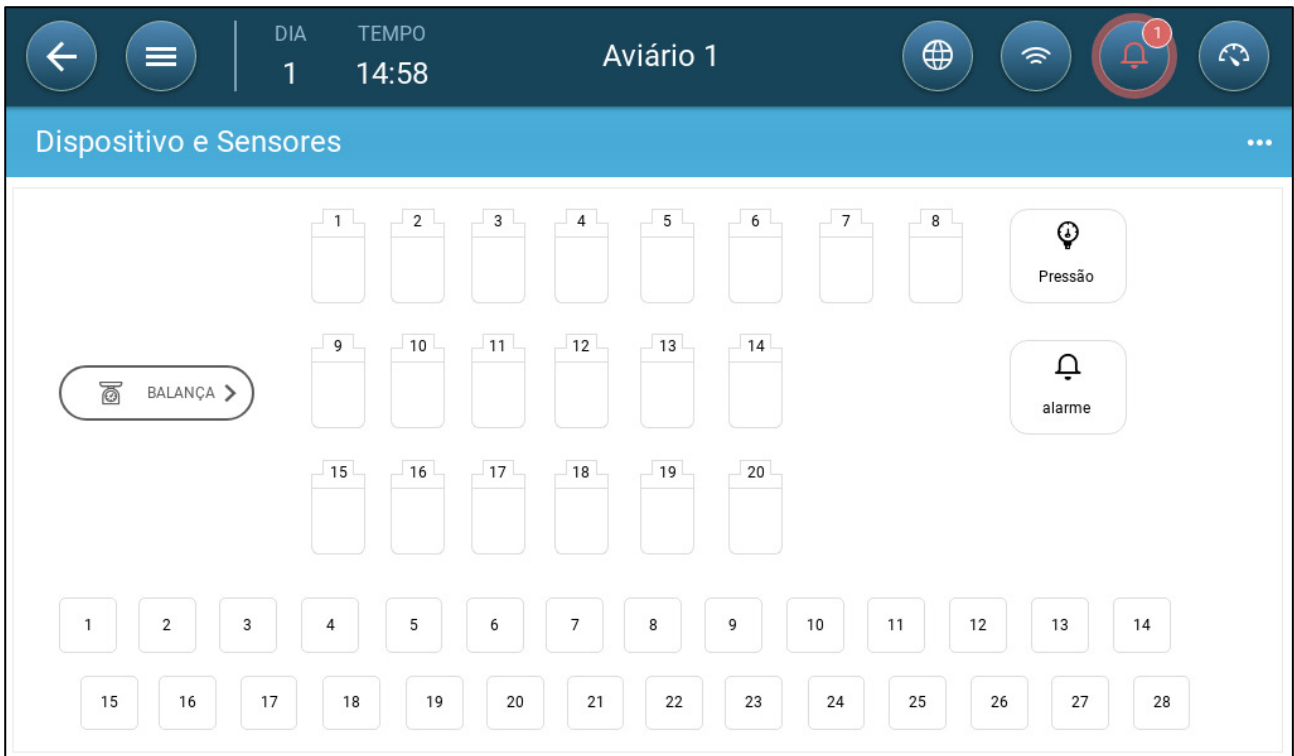 DIA TEMPO
1 14:58 Aviário 1 1
Dispositivo e Sensores
1 2 3 4 5 6 7 8
Pressão
9 10 11 12 13 14
BALANÇA
alarme
15 16 17 18 19 20
1 2 3 4 5 6 7 8 9 10 11 12 13 14
15 16 17 18 19 20 21 22 23 24 25 26 27 28